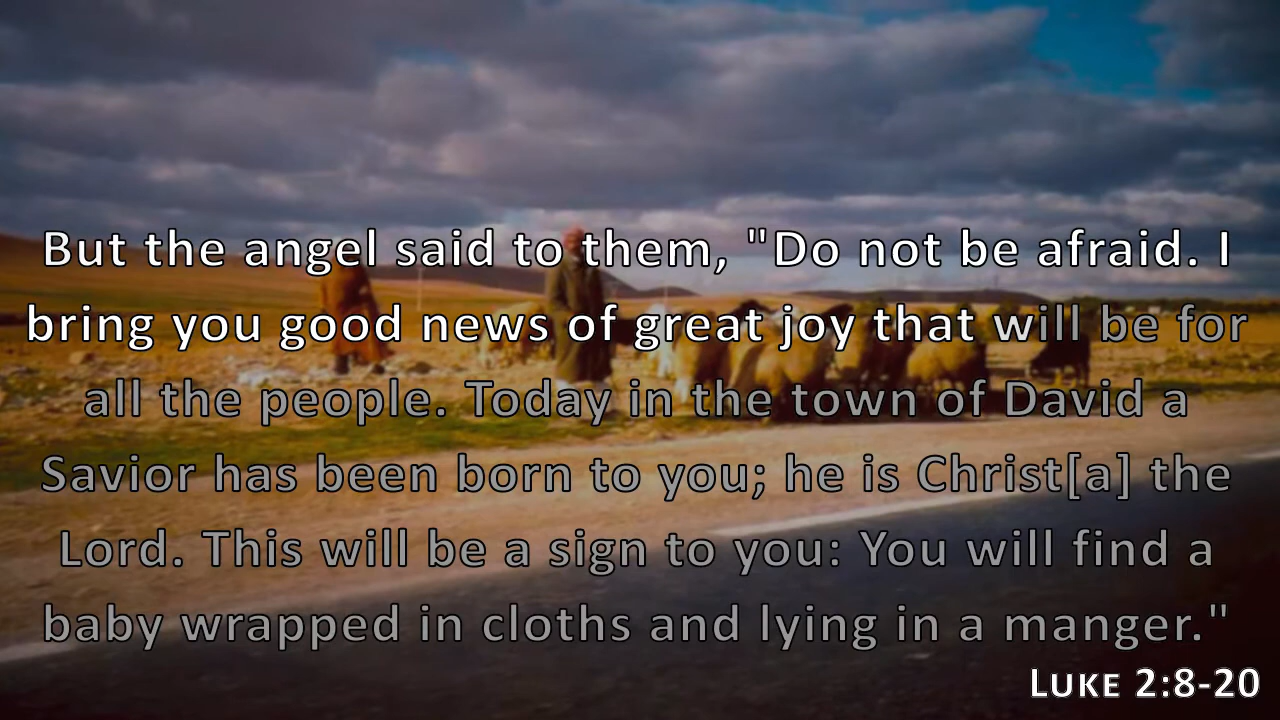 But the angel said to them, "Do not be afraid. I
bring you good news of great joy that will be for
all the people. Today in the town of David a
Savior has been born to you; he is Christ[a] the
Lord. This will be a sign to you: You will find a
baby wrapped in cloths and lying in a manger."
Luke 2:8-20